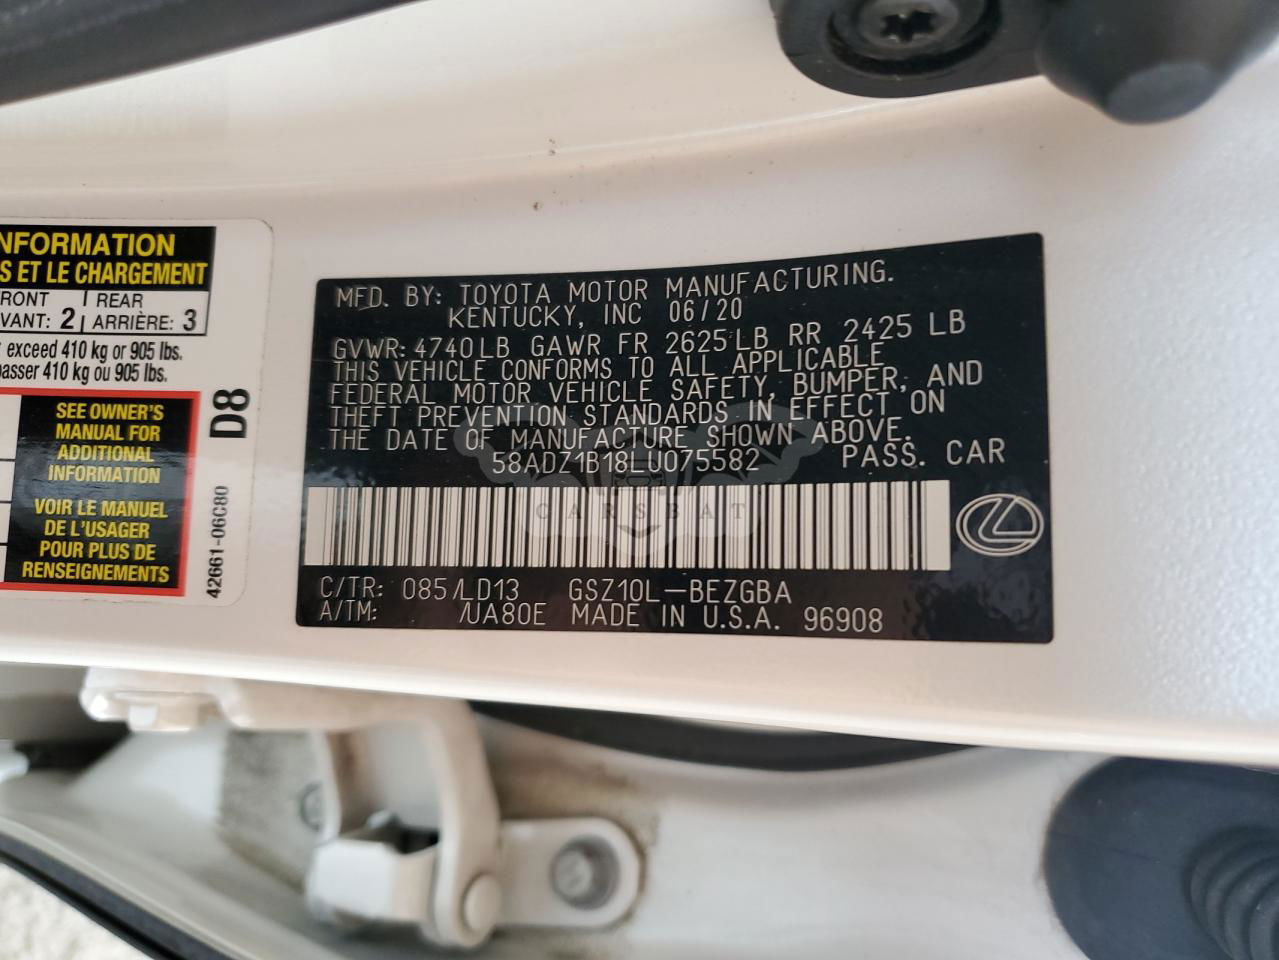 NFORMATION
S ET LE CHARGEMENT
RONT 2 REAR 3
VANT: ARRIÈRE:
exceed 410 kg or 905 lbs.
passer 410 kg ou 905 lbs.
SEE OWNER'S
MANUAL FOR
ADDITIONAL
INFORMATION
VOIR LE MANUEL
DE L'USAGER
POUR PLUS DE
RENSEIGNEMENTS
D8
42661-06C80
MFD. BY: TOYOTA MOTOR MANUFACTURING.
KENTUCKY, INC 06/20
GVWR: 4740LB GAWR FR 2625LB RR 2425 LB
THIS VEHICLE CONFORMS TO ALL APPLICABLE
FEDERAL MOTOR VEHICLE SAFETY, BUMPER, AND
THEFT PREVENTION STANDARDS IN EFFECT ON
THE DATE OF MANUFACTURE SHOWN ABOVE.
58ADZ1B18LU075582 PASS. CAR
CARSBAT
C/TR: 085/LD13 GSZ10L-BEZGBA
A/TM: /UA80E MADE IN U.S.A. 96908